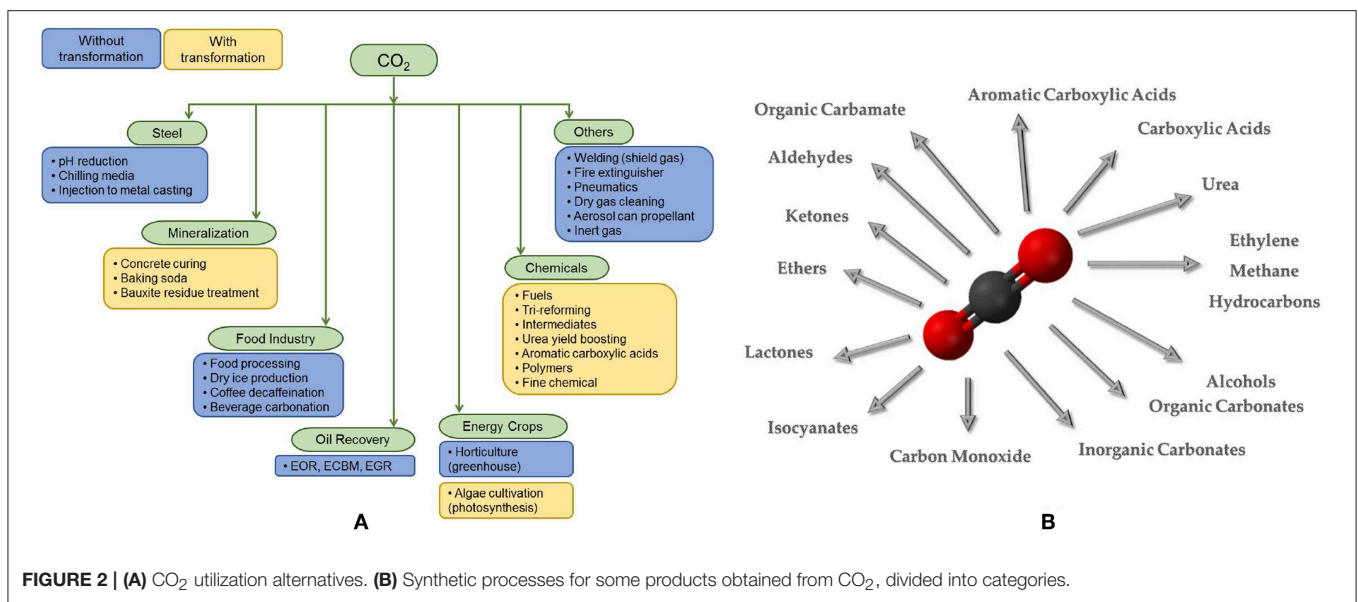 Without
transformation
With
transformation
CO₂
Steel
• pH reduction
• Chilling media
• Injection to metal casting
Mineralization
• Concrete curing
• Baking soda
• Bauxite residue treatment
Food Industry
• Food processing
• Dry ice production
• Coffee decaffeination
• Beverage carbonation
Oil Recovery
• EOR, ECBM, EGR
Energy Crops
• Horticulture
(greenhouse)
• Algae cultivation
(photosynthesis)
Chemicals
• Fuels
• Tri-reforming
• Intermediates
• Urea yield boosting
• Aromatic carboxylic acids
• Polymers
• Fine chemical
Others
• Welding (shield gas)
• Fire extinguisher
• Pneumatics
• Dry gas cleaning
• Aerosol can propellant
• Inert gas
A
Organic Carbamate
Aromatic Carboxylic Acids
Carboxylic Acids
Aldehydes
Urea
Ketones
Ethylene
Ethers
Methane
Hydrocarbons
Lactones
Alcohols
Isocyanates
Organic Carbonates
Carbon Monoxide
Inorganic Carbonates
B
FIGURE 2 | (A) CO₂ utilization alternatives. (B) Synthetic processes for some products obtained from CO₂, divided into categories.